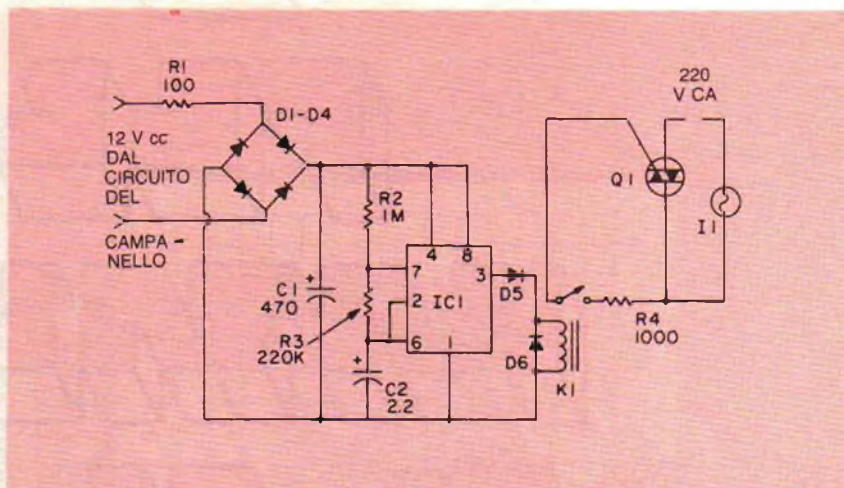 R1
100
D1-D4
12 V cc
DAL
CIRCUITO
DEL
CAMPA-
NELLO
R2
1M
C1
470
R3
220K
C2
2.2
7
2
6
4
8
3
IC1
1
D5
D6
K1
220
V CA
Q1
I1
R4
1000